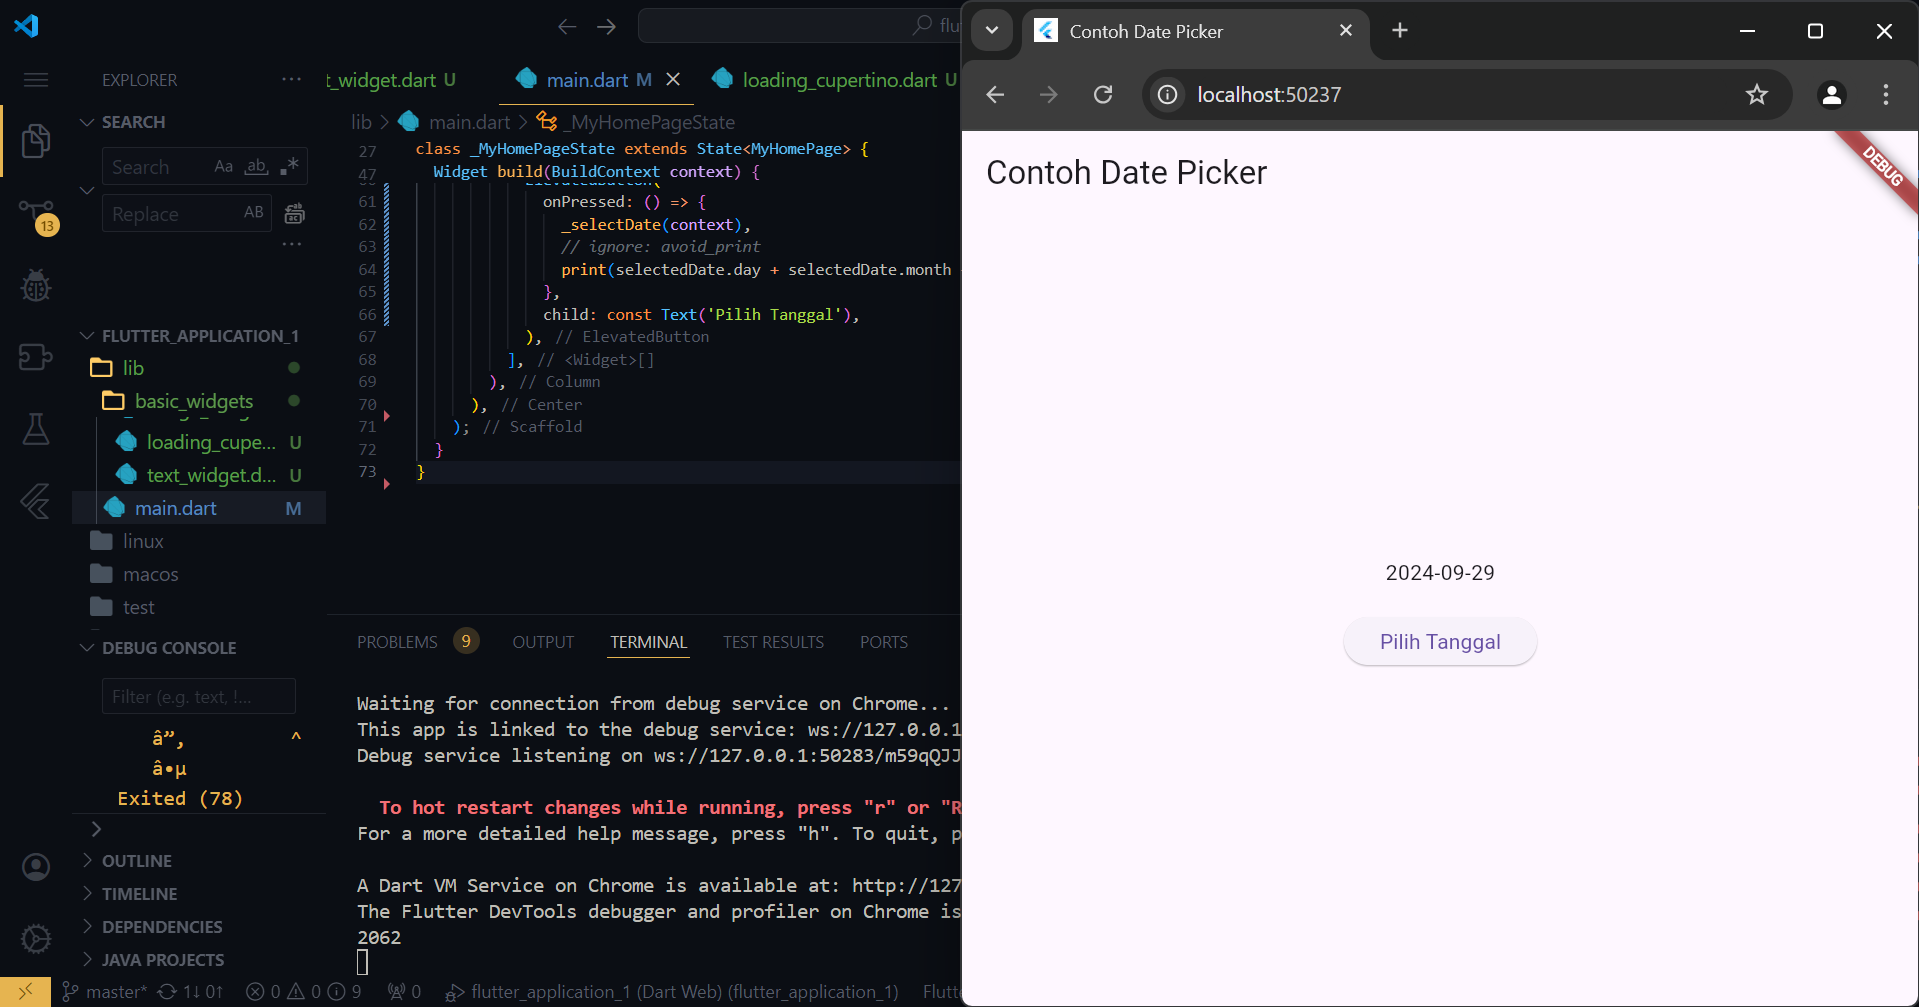 flu
EXPLORER
t_widget.dart U
main.dart M
loading_cupertino.dart U
SEARCH
Search Aa ab
Replace AB
FLUTTER_APPLICATION_1
lib
basic_widgets
loading_cupe... U
text_widget.d... U
main.dart M
linux
macos
test
DEBUG CONSOLE
Filter (e.g. text, !...
â”‚ ^
â•µ
Exited (78)
OUTLINE
TIMELINE
DEPENDENCIES
JAVA PROJECTS
13
lib > main.dart > _MyHomePageState
27 class _MyHomePageState extends State<MyHomePage> {
47 Widget build(BuildContext context) {
ElevatedButton(
61 onPressed: () => {
62 _selectDate(context),
63 // ignore: avoid_print
64 print(selectedDate.day + selectedDate.month
65 },
66 child: const Text('Pilih Tanggal'),
67 ), // ElevatedButton
68 ], // <Widget>[]
69 ), // Column
70 ), // Center
71 ); // Scaffold
72 }
73 }
PROBLEMS 9 OUTPUT TERMINAL TEST RESULTS PORTS
Waiting for connection from debug service on Chrome...
This app is linked to the debug service: ws://127.0.0.1
Debug service listening on ws://127.0.0.1:50283/m59qQJJ
To hot restart changes while running, press "r" or "R
For a more detailed help message, press "h". To quit, p
A Dart VM Service on Chrome is available at: http://127
The Flutter DevTools debugger and profiler on Chrome is
2062
master* 1↓ 0↑ 0 0 9 0 flutter_application_1 (Dart Web) (flutter_application_1) Flutt
Contoh Date Picker
localhost:50237
Contoh Date Picker
DEBUG
2024-09-29
Pilih Tanggal